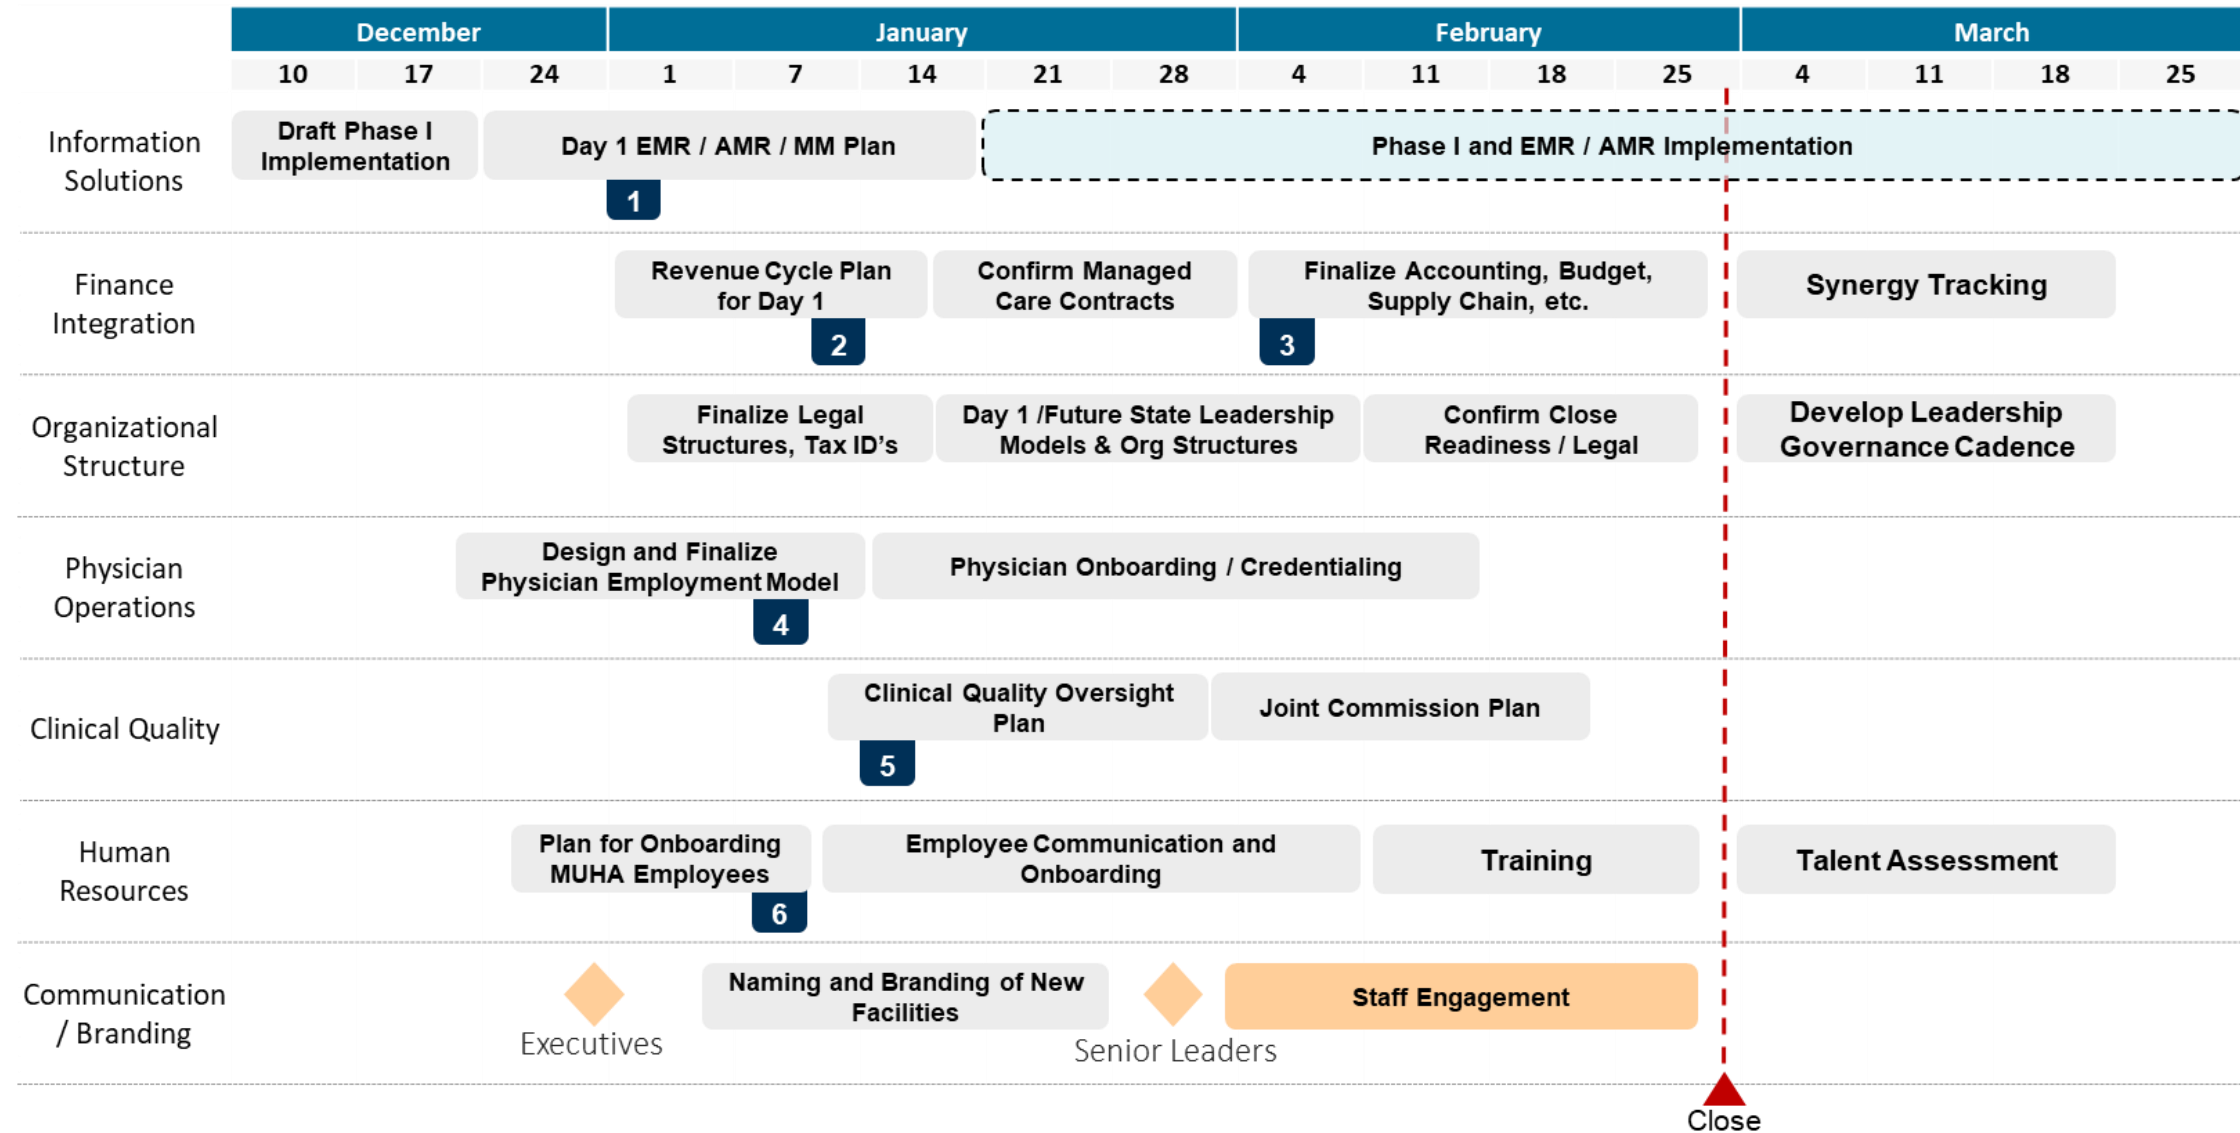 December January February March
10 17 24 1 7 14 21 28 4 11 18 25 4 11 18 25
Information
Solutions
Draft Phase I
Implementation
Day 1 EMR / AMR / MM Plan
Phase I and EMR / AMR Implementation
1
Finance
Integration
Revenue Cycle Plan
for Day 1
Confirm Managed
Care Contracts
Finalize Accounting, Budget,
Supply Chain, etc.
Synergy Tracking
2
3
Organizational
Structure
Finalize Legal
Structures, Tax ID's
Day 1 /Future State Leadership
Models & Org Structures
Confirm Close
Readiness / Legal
Develop Leadership
Governance Cadence
Physician
Operations
Design and Finalize
Physician Employment Model
Physician Onboarding / Credentialing
4
Clinical Quality
Clinical Quality Oversight
Plan
Joint Commission Plan
5
Human
Resources
Plan for Onboarding
MUHA Employees
Employee Communication and
Onboarding
Training
Talent Assessment
6
Communication
/ Branding
Executives
Naming and Branding of New
Facilities
Senior Leaders
Staff Engagement
Close